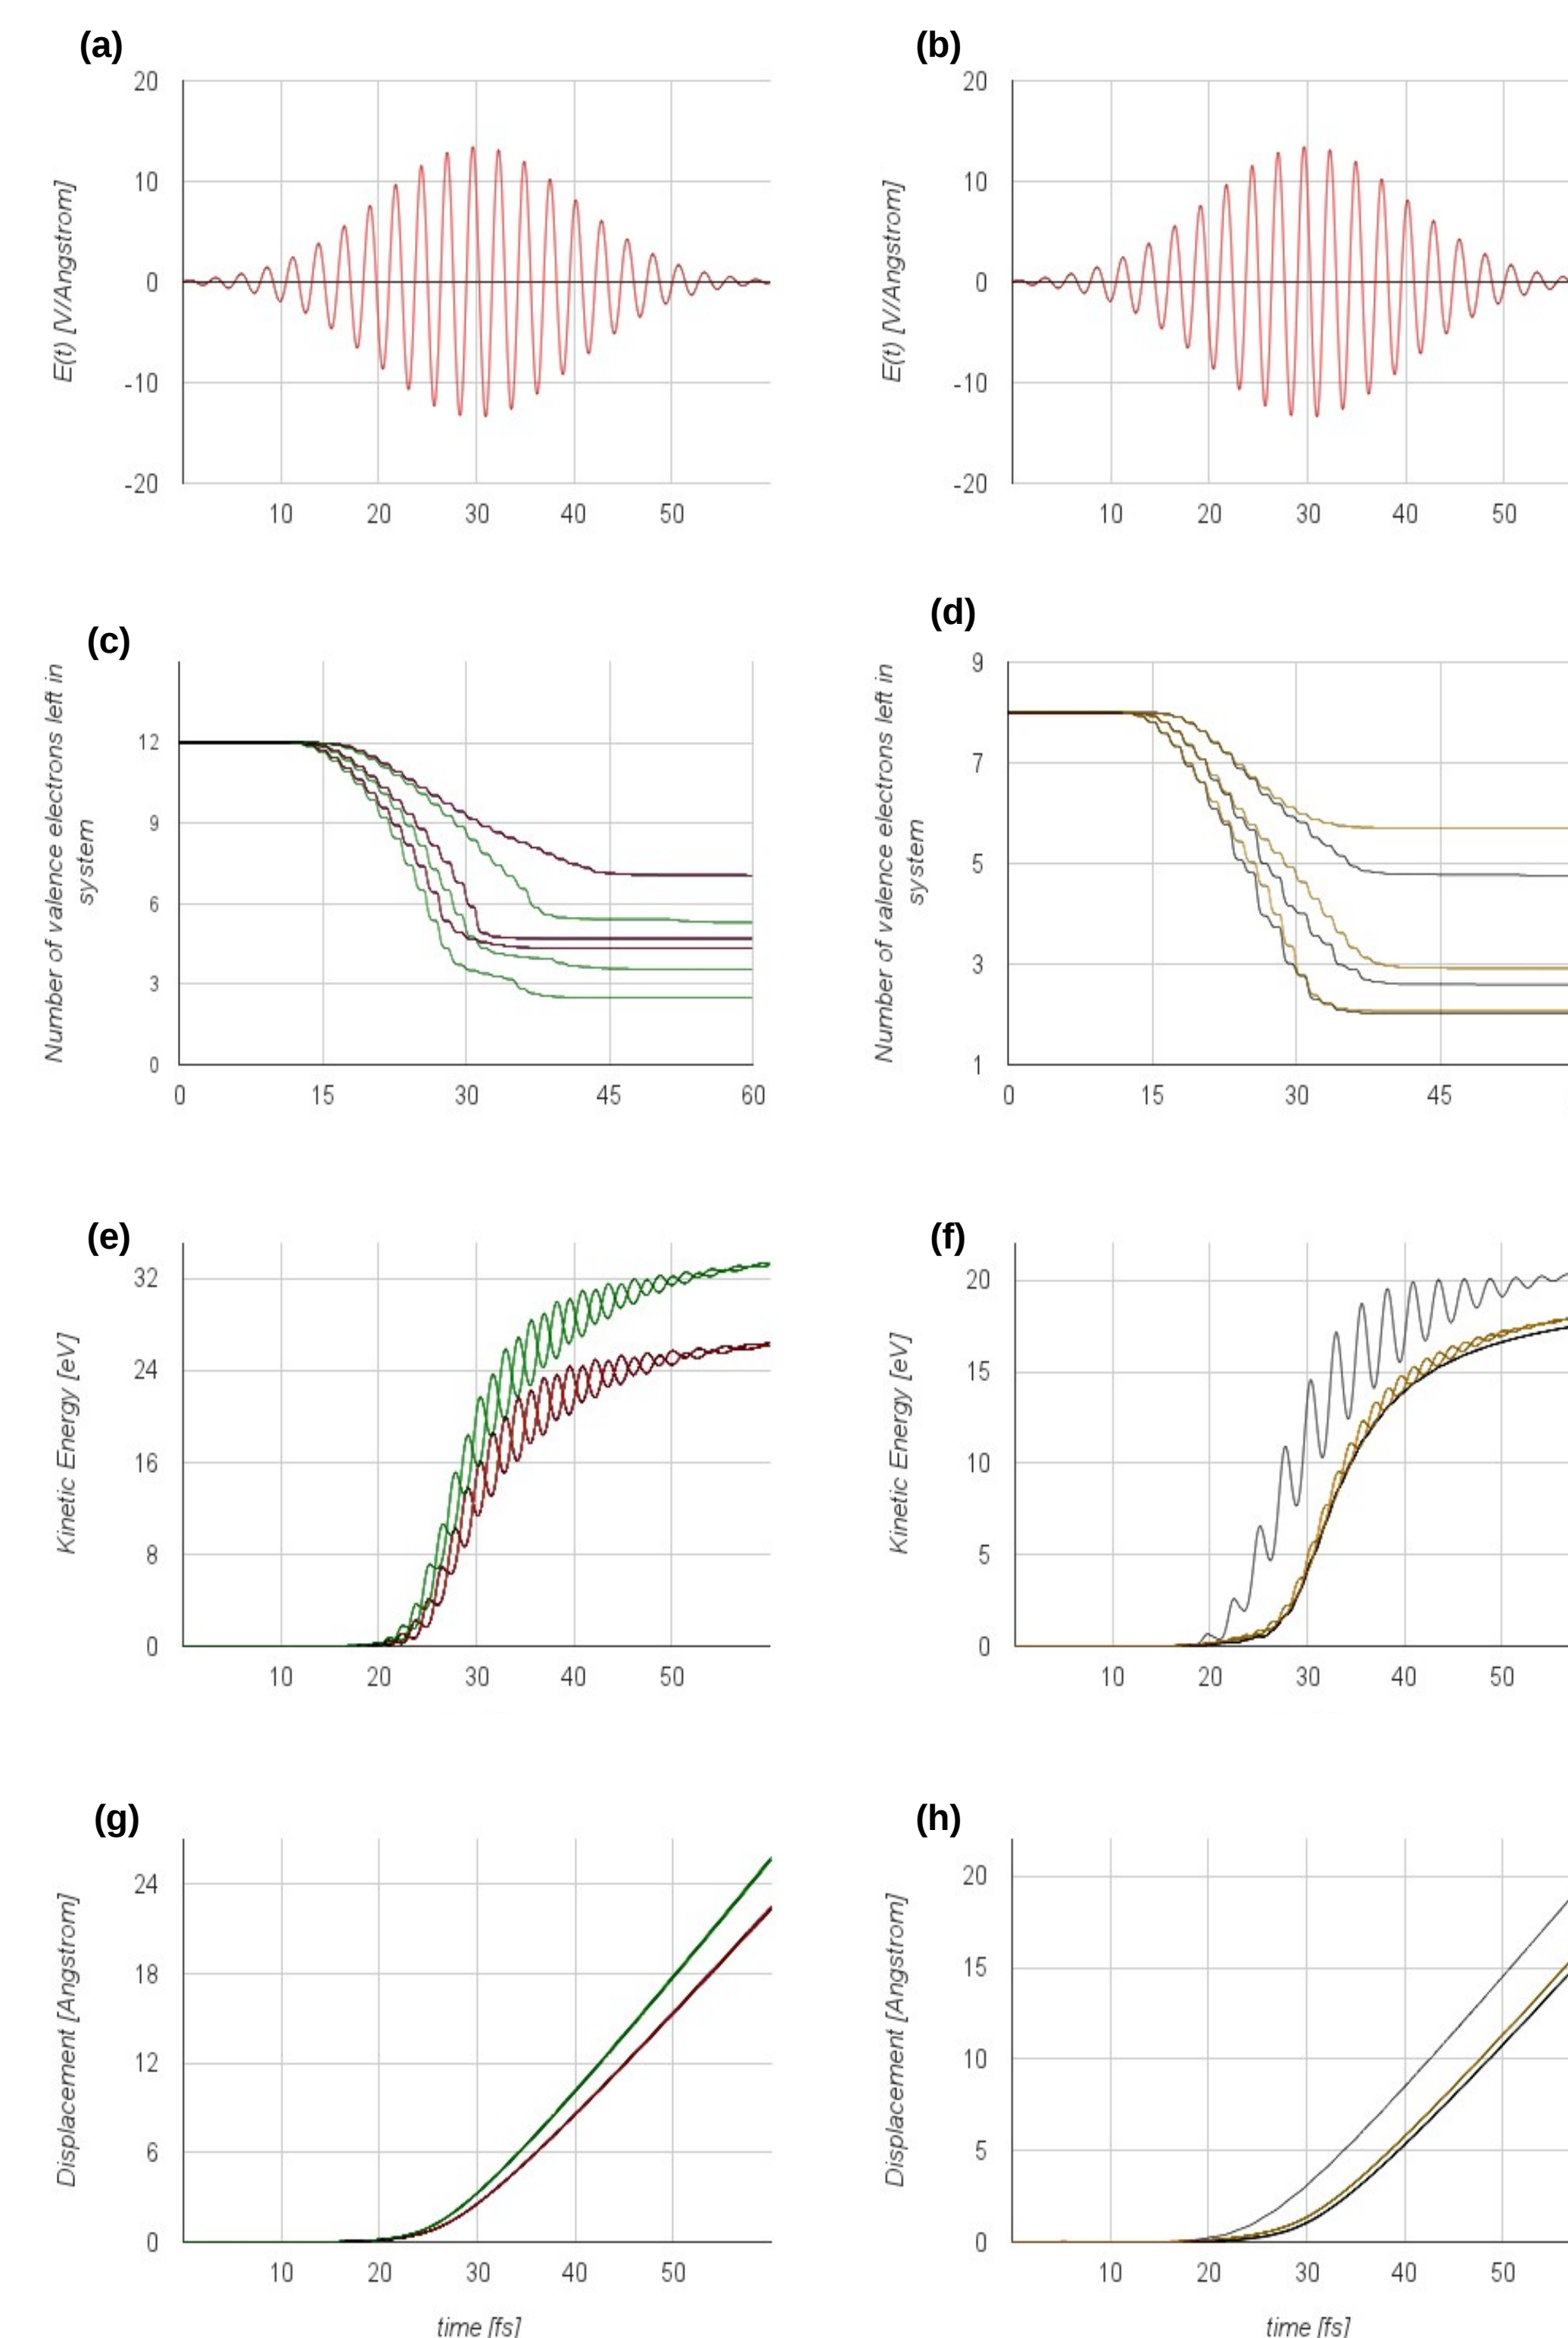 (a)
20
10
0
-10
-20
E(t) [V/Angstrom]
10 20 30 40 50
(b)
20
10
0
-10
-20
E(t) [V/Angstrom]
10 20 30 40 50
(c)
Number of valence electrons left in
system
12
9
6
3
0
0 15 30 45 60
(d)
Number of valence electrons left in
system
9
7
5
3
1
0 15 30 45
(e)
Kinetic Energy [eV]
32
24
16
8
0
10 20 30 40 50
(f)
Kinetic Energy [eV]
20
15
10
5
0
10 20 30 40 50
(g)
Displacement [Angstrom]
24
18
12
6
0
10 20 30 40 50
time [fs]
(h)
Displacement [Angstrom]
20
15
10
5
0
10 20 30 40 50
time [fs]